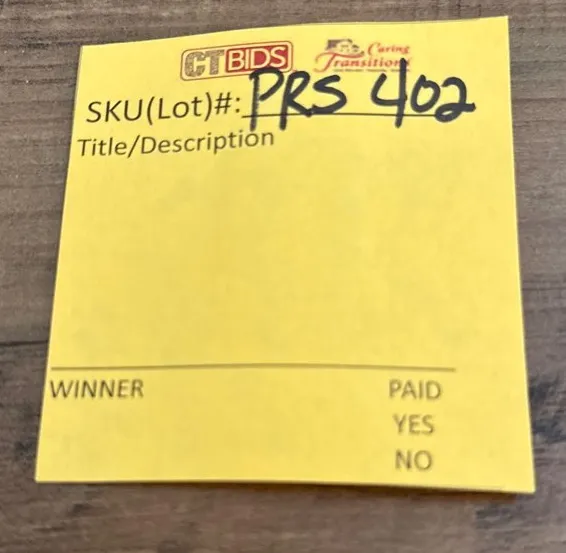 CTBIDS Caring Transitions
SKU(Lot)#: PRS 402
Title/Description
WINNER PAID
YES
NO